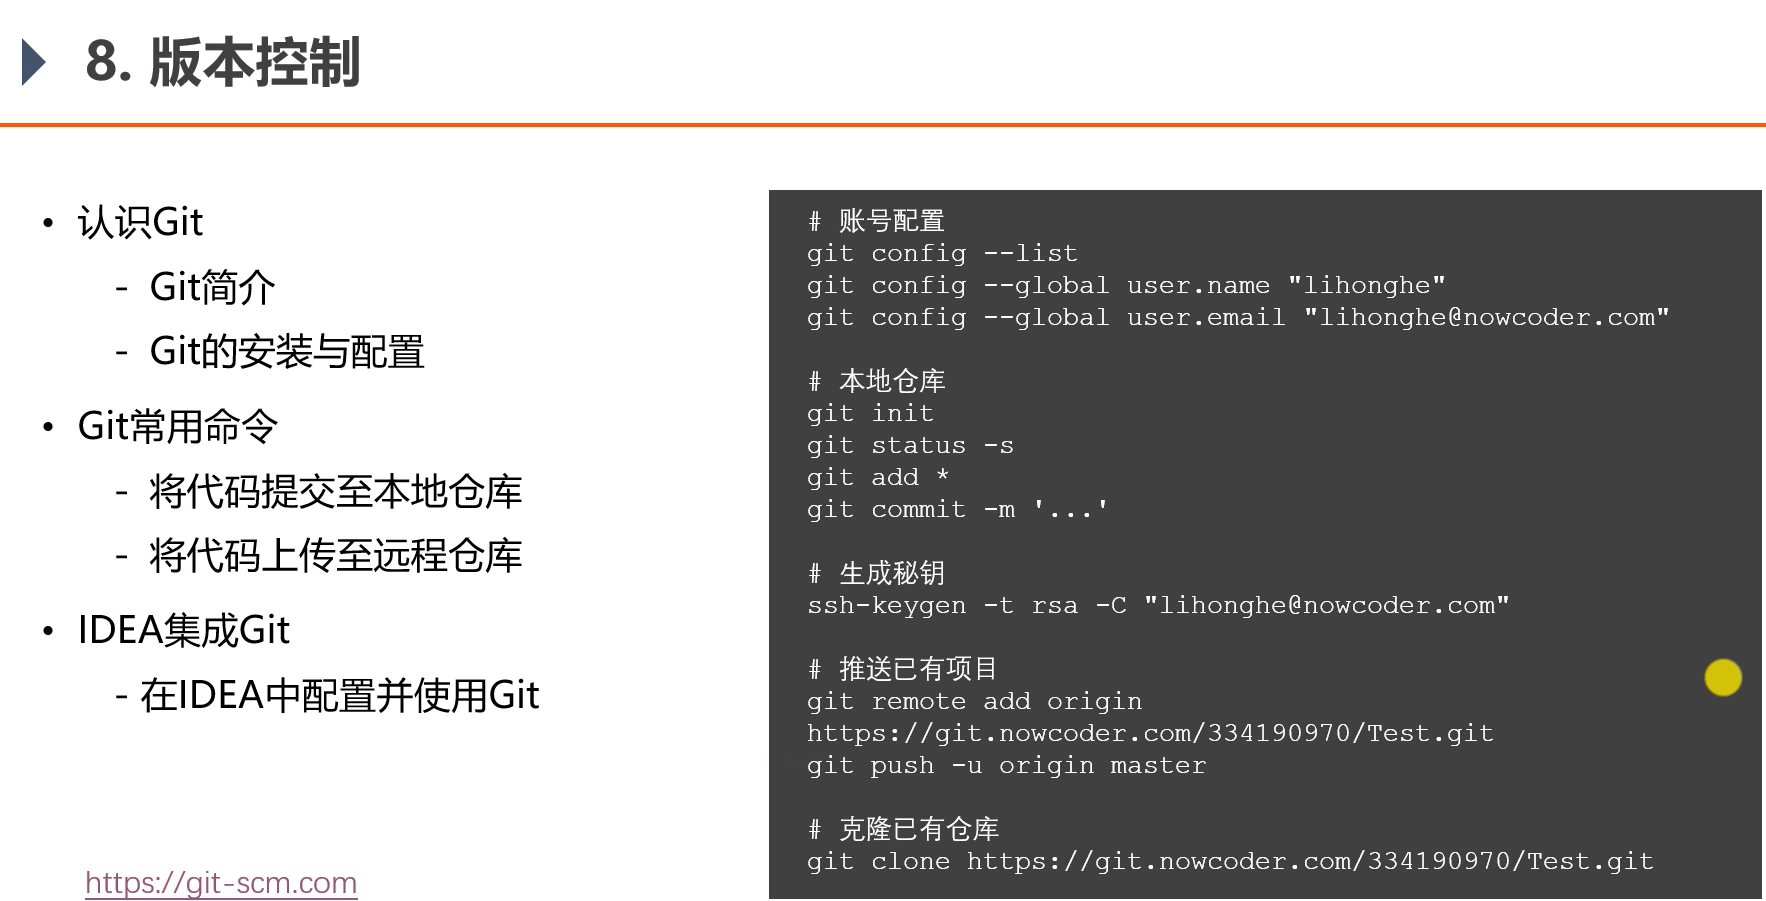 8. 版本控制
• 认识Git
- Git简介
- Git的安装与配置
• Git常用命令
- 将代码提交至本地仓库
- 将代码上传至远程仓库
• IDEA集成Git
- 在IDEA中配置并使用Git
https://git-scm.com
# 账号配置
git config --list
git config --global user.name "lihonghe"
git config --global user.email "lihonghe@nowcoder.com"
# 本地仓库
git init
git status -s
git add *
git commit -m '...'
# 生成秘钥
ssh-keygen -t rsa -C "lihonghe@nowcoder.com"
# 推送已有项目
git remote add origin
https://git.nowcoder.com/334190970/Test.git
git push -u origin master
# 克隆已有仓库
git clone https://git.nowcoder.com/334190970/Test.git